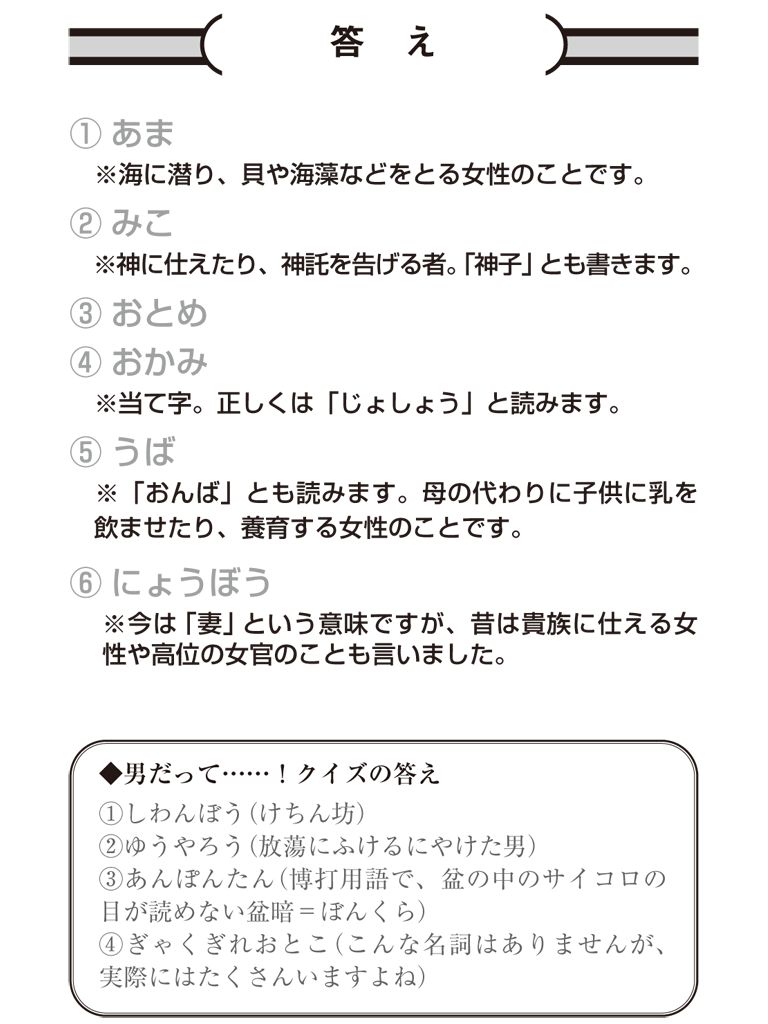 答え
① あま
※海に潜り、貝や海藻などをとる女性のことです。
② みこ
※神に仕えたり、神託を告げる者。「神子」とも書きます。
③ おとめ
④ おかみ
※当て字。正しくは「じょしょう」と読みます。
⑤ うば
※「おんば」とも読みます。母の代わりに子供に乳を
飲ませたり、養育する女性のことです。
⑥ にょうぼう
※今は「妻」という意味ですが、昔は貴族に仕える女
性や高位の女官のことも言いました。
◆男だって……！クイズの答え
①しわんぼう（けちん坊）
②ゆうやろう（放蕩にふけるにやけた男）
③あんぽんたん（博打用語で、盆の中のサイコロの
目が読めない盆暗＝ぼんくら）
④ぎゃくぎれおとこ（こんな名詞はありませんが、
実際にはたくさんいますよね）